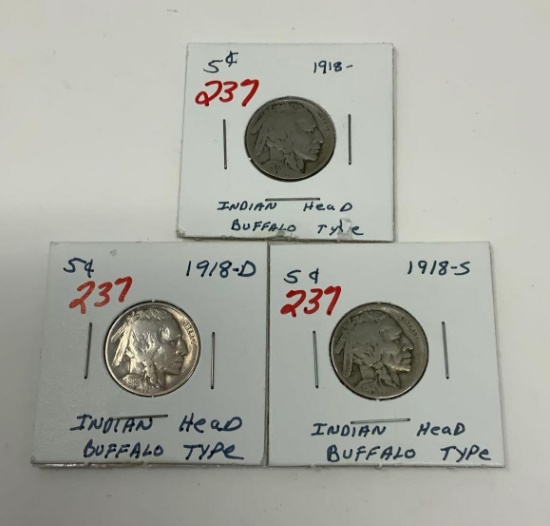 5¢ 1918-
237
INDIAN HeaD
BUFFALO TYPE
5¢ 1918-D
237
INDIAN HeaD
BUFFALO TYPe
5¢ 1918-S
237
INDIAN HeaD
BUFFALO TYPE